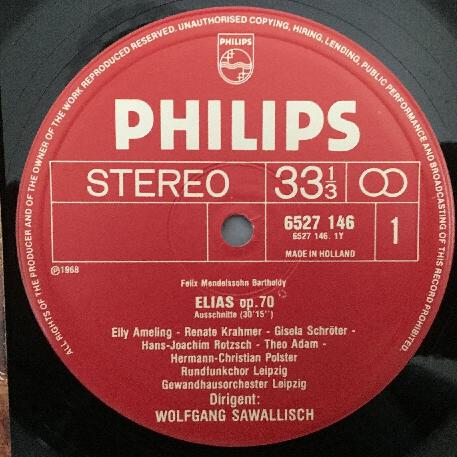 ALL RIGHTS OF THE PRODUCER AND OF THE OWNER OF THE WORK REPRODUCED RESERVED. UNAUTHORISED COPYING, HIRING, LENDING, PUBLIC PERFORMANCE AND BROADCASTING OF THIS RECORD PROHIBITED.
PHILIPS
PHILIPS
STEREO 33 1/3
6527 146
6527 146. 1Y
1
MADE IN HOLLAND
℗1968
Felix Mendelssohn Bartholdy
ELIAS op.70
Ausschnitte (30'15'')
Elly Ameling - Renate Krahmer - Gisela Schröter -
Hans-Joachim Rotzsch - Theo Adam -
Hermann-Christian Polster
Rundfunkchor Leipzig
Gewandhausorchester Leipzig
Dirigent:
WOLFGANG SAWALLISCH